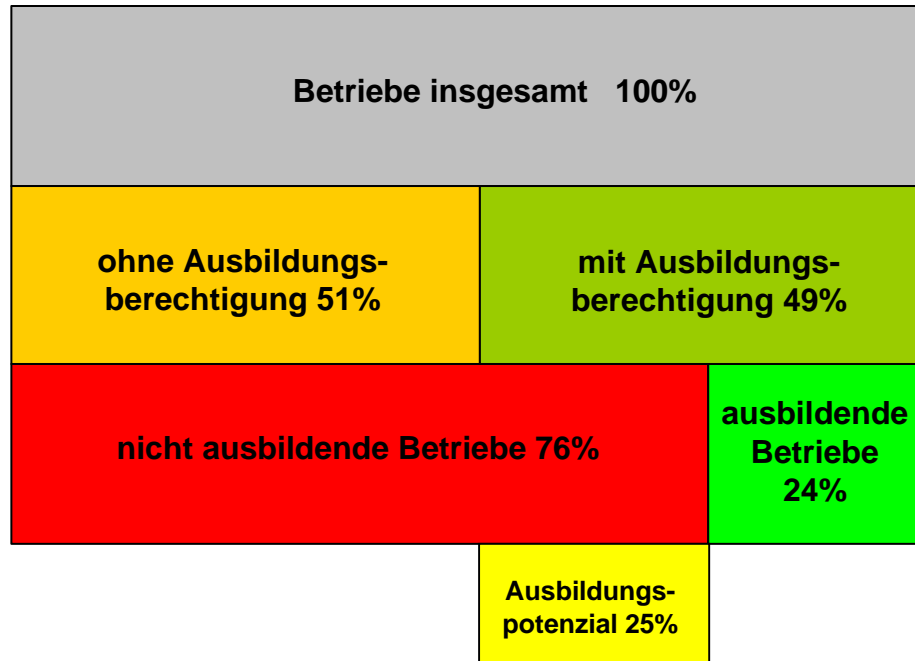 Betriebe insgesamt 100%
ohne Ausbildungs-
berechtigung 51%
mit Ausbildungs-
berechtigung 49%
nicht ausbildende Betriebe 76%
ausbildende
Betriebe
24%
Ausbildungs-
potenzial 25%